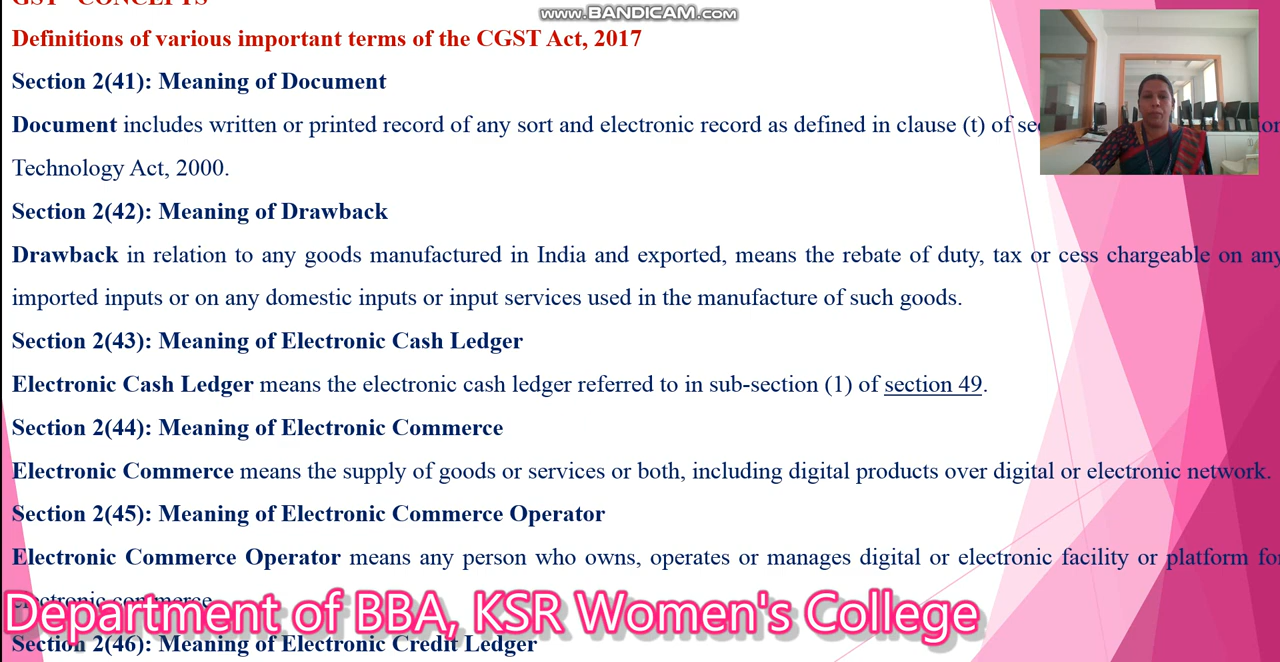 GST CONCEPTS
www.BANDICAM.com
Definitions of various important terms of the CGST Act, 2017
Section 2(41): Meaning of Document
Document includes written or printed record of any sort and electronic record as defined in clause (t) of
Technology Act, 2000.
Section 2(42): Meaning of Drawback
Drawback in relation to any goods manufactured in India and exported, means the rebate of duty, tax or cess chargeable on any
imported inputs or on any domestic inputs or input services used in the manufacture of such goods.
Section 2(43): Meaning of Electronic Cash Ledger
Electronic Cash Ledger means the electronic cash ledger referred to in sub-section (1) of section 49.
Section 2(44): Meaning of Electronic Commerce
Electronic Commerce means the supply of goods or services or both, including digital products over digital or electronic network.
Section 2(45): Meaning of Electronic Commerce Operator
Electronic Commerce Operator means any person who owns, operates or manages digital or electronic facility or platform for
electronic commerce.
Department of BBA, KSR Women's College
Section 2(46): Meaning of Electronic Credit Ledger